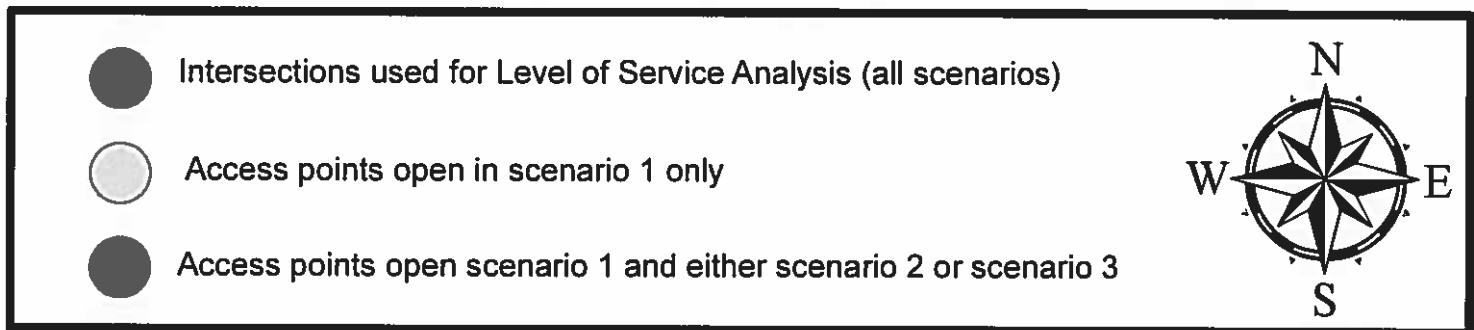 Intersections used for Level of Service Analysis (all scenarios)
Access points open in scenario 1 only
Access points open scenario 1 and either scenario 2 or scenario 3
N
W
E
S